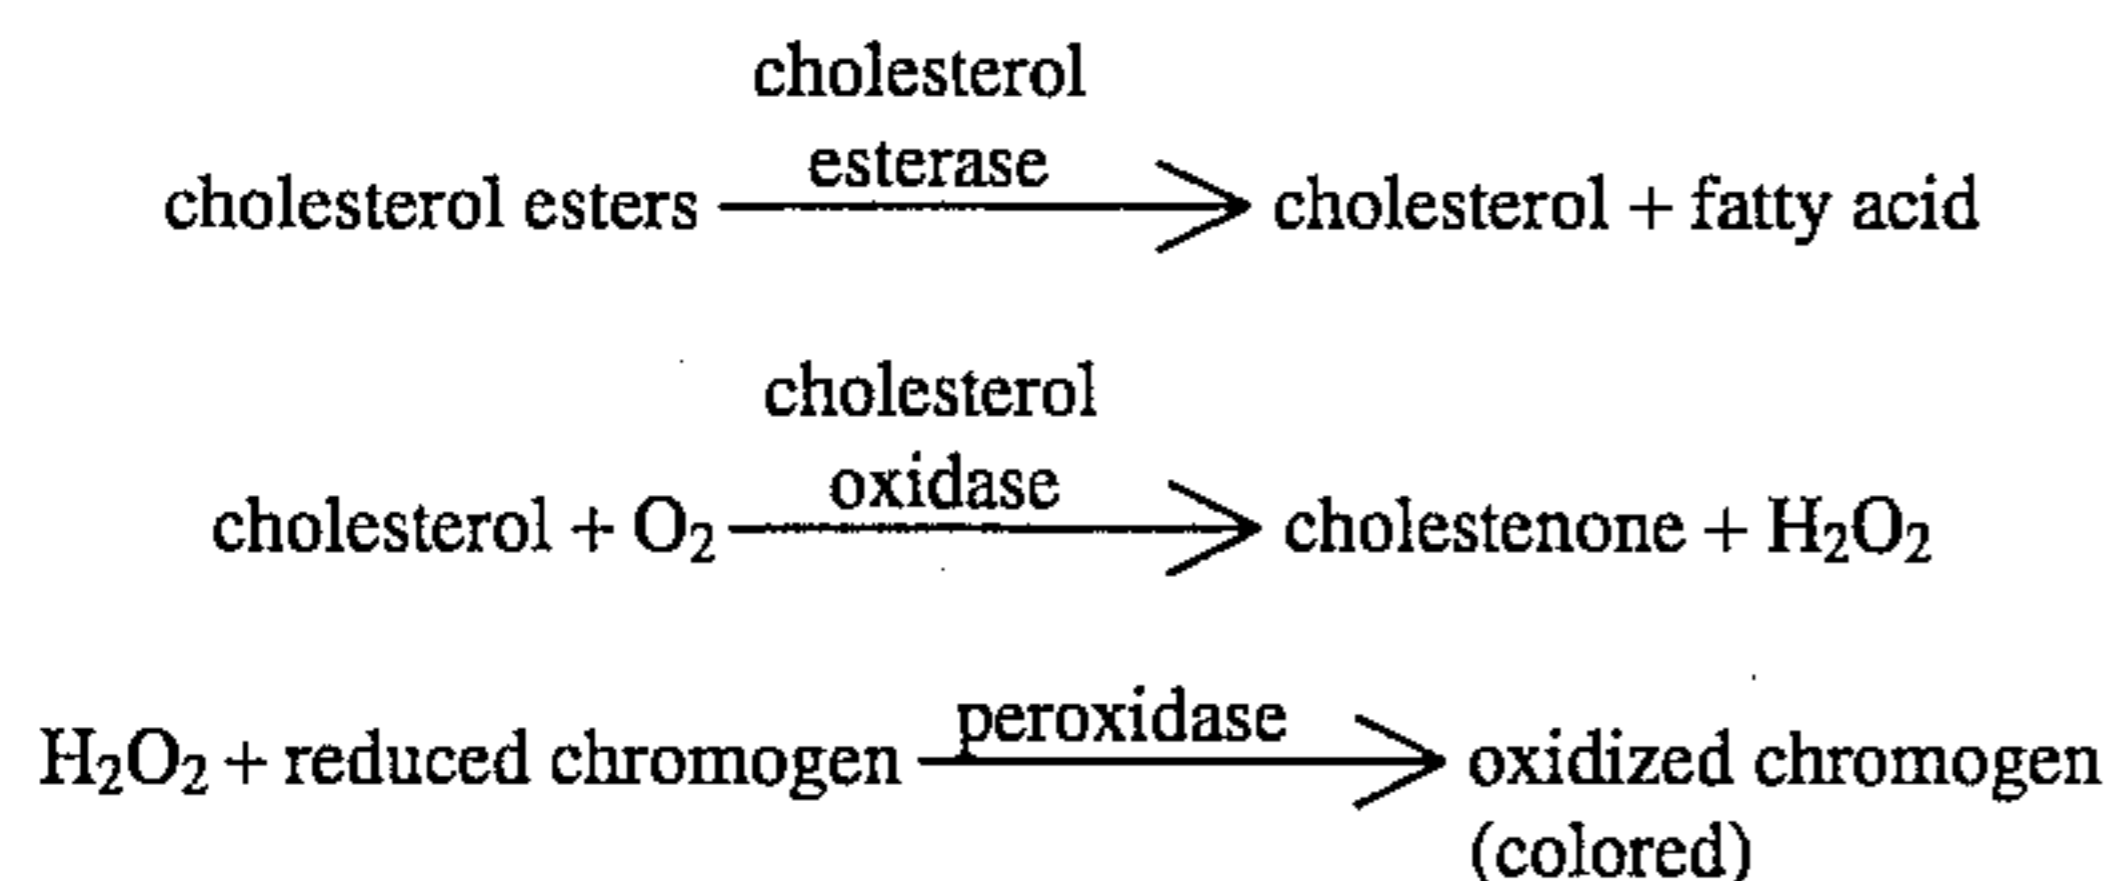 cholesterol
esterase
cholesterol esters → cholesterol + fatty acid
cholesterol
oxidase
cholesterol + O₂ → cholestenone + H₂O₂
peroxidase
H₂O₂ + reduced chromogen → oxidized chromogen
(colored)